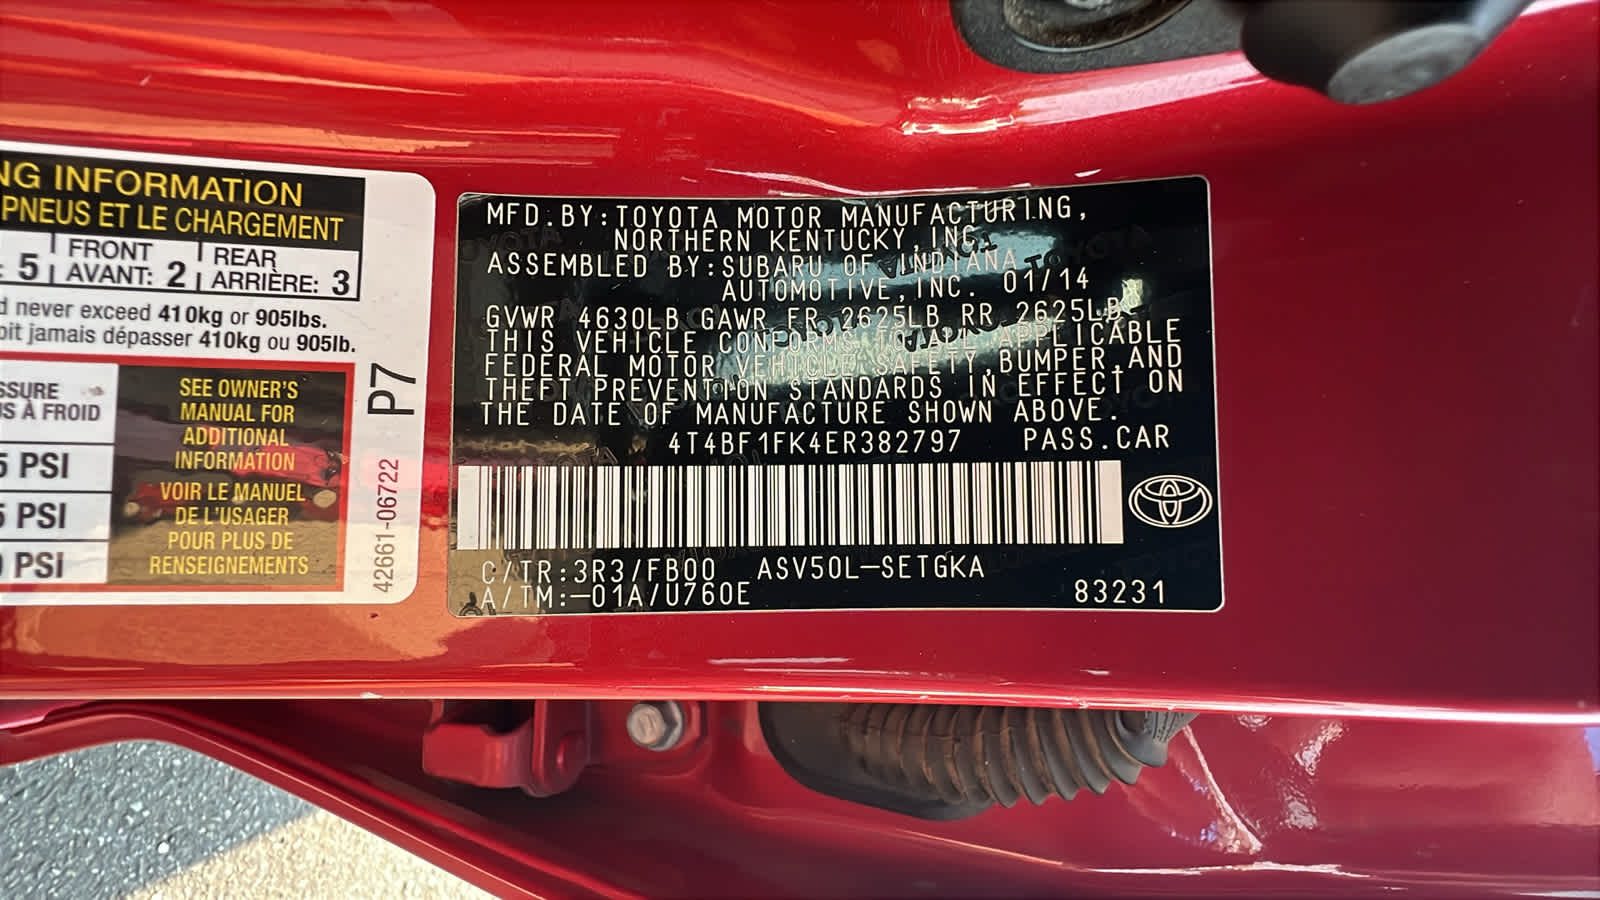 NG INFORMATION
PNEUS ET LE CHARGEMENT
5 FRONT AVANT: 2 REAR ARRIÈRE: 3
never exceed 410kg or 905lbs.
jamais dépasser 410kg ou 905lb.
SSURE
S À FROID
5 PSI
5 PSI
PSI
SEE OWNER'S
MANUAL FOR
ADDITIONAL
INFORMATION
VOIR LE MANUEL
DE L'USAGER
POUR PLUS DE
RENSEIGNEMENTS
P7
42661-06722
MFD.BY:TOYOTA MOTOR MANUFACTURING,
NORTHERN KENTUCKY,INC.
ASSEMBLED BY:SUBARU OF INDIANA
AUTOMOTIVE,INC. 01/14
GVWR 4630LB GAWR FR 2625LB RR 2625LB
THIS VEHICLE CONFORMS TO ALL APPLICABLE
FEDERAL MOTOR VEHICLE SAFETY,BUMPER,AND
THEFT PREVENTION STANDARDS IN EFFECT ON
THE DATE OF MANUFACTURE SHOWN ABOVE.
4T4BF1FK4ER382797 PASS.CAR
C/TR:3R3/FB00 ASV50L-SETGKA
A/TM:-01A/U760E 83231